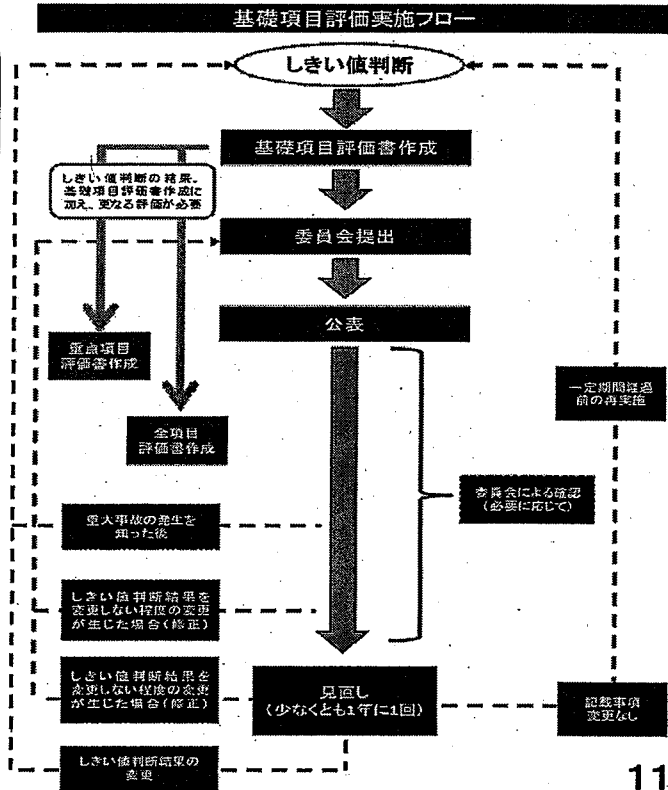 基礎項目評価実施フロー
しきい値判断
基礎項目評価書作成
しきい値判断の結果、
基礎項目評価書作成に
加え、更なる評価が必要
委員会提出
公表
重点項目
評価書作成
全項目
評価書作成
一定期間経過
前の再実施
委員会による確認
(必要に応じて)
重大事故の発生を
知った後
しきい値判断結果を
変更しない程度の変更
が生じた場合(修正)
しきい値判断結果を
変更しない程度の変更
が生じた場合(修正)
見直し
(少なくとも1年に1回)
記載事項
変更なし
しきい値判断結果の
変更
11